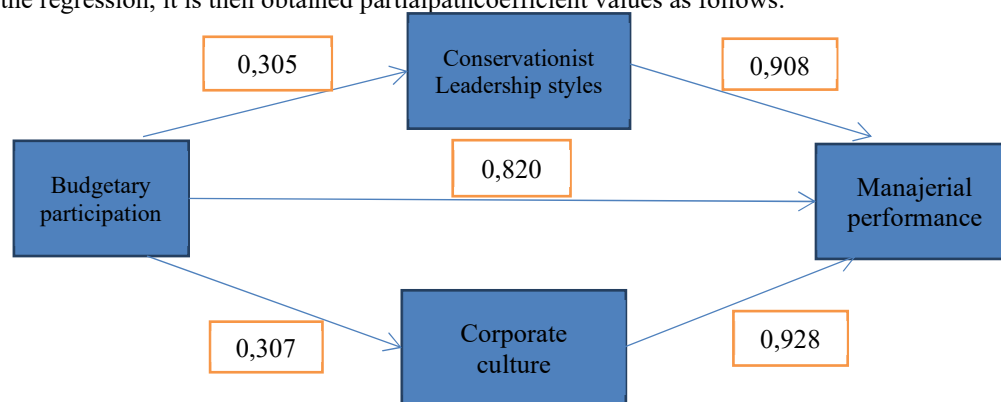 the regression, it is then obtained partialpathcoefficient values as follows:
0,305
Conservationist
Leadership styles
0,908
Budgetary
participation
0,820
Manajerial
performance
0,307
Corporate
culture
0,928